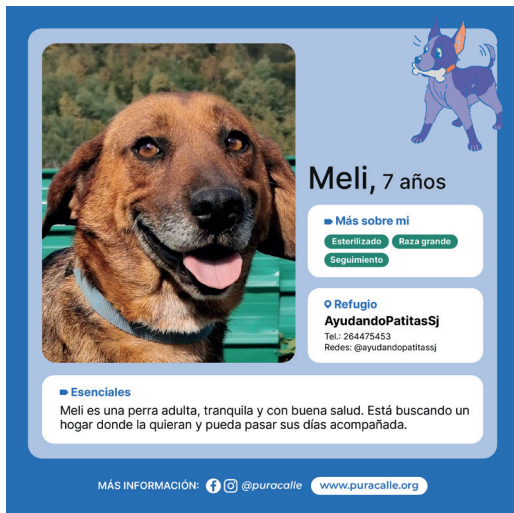 Meli, 7 años
Más sobre mi
Esterilizado
Raza grande
Seguimiento
Refugio
AyudandoPatitasSj
Tel.: 264475453
Redes: @ayudandopatitassj
Esenciales
Meli es una perra adulta, tranquila y con buena salud. Está buscando un
hogar donde la quieran y pueda pasar sus días acompañada.
MÁS INFORMACIÓN: @puracalle www.puracalle.org